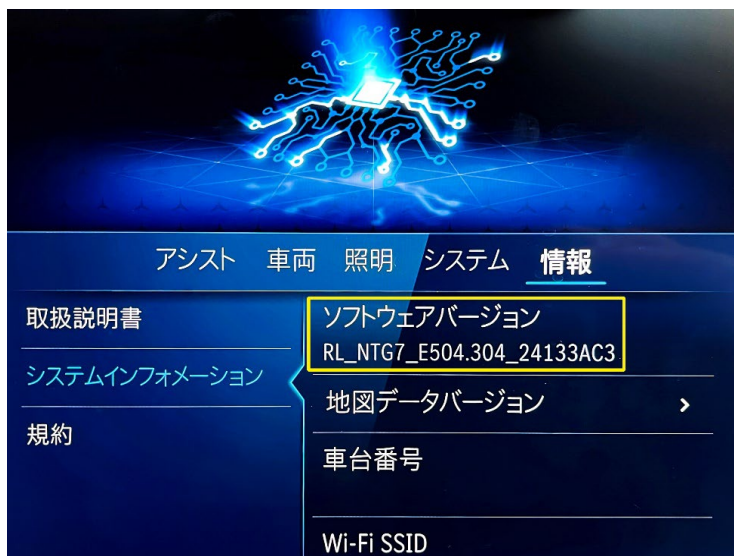 アシスト 車両 照明 システム 情報
取扱説明書
システムインフォメーション
規約
ソフトウェアバージョン
RL_NTG7_E504.304_24133AC3
地図データバージョン
車台番号
Wi-Fi SSID